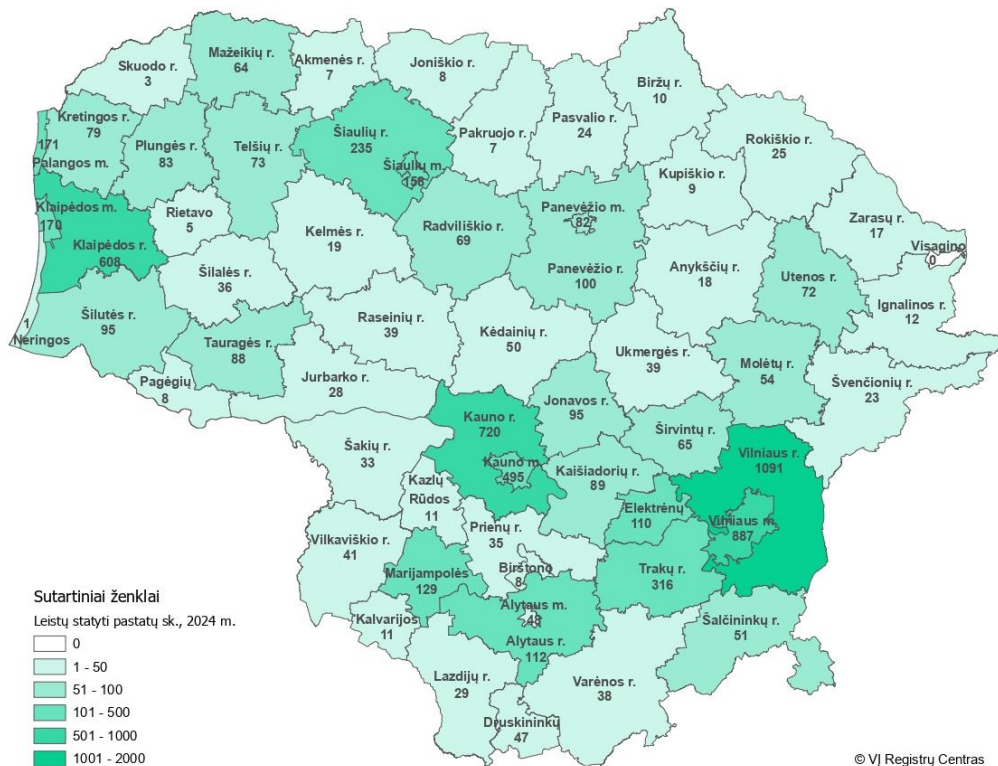 Skuodo r.
3
Mažeikių r.
64
Akmenės r.
7
Joniškio r.
8
Biržų r.
10
Pasvalio r.
24
Pakruojo r.
7
Rokiškio r.
25
Kretingos r.
79
171
Palangos m.
Plungės r.
83
Telšių r.
73
Šiaulių r.
235
Šiaulių m.
158
Kupiškio r.
9
Zarasų r.
17
Visagino
0
Klaipėdos m.
170
Klaipėdos r.
608
Rietavo
5
Kelmės r.
19
Radviliškio r.
69
Panevėžio m.
82
Panevėžio r.
100
Anykščių r.
18
Utenos r.
72
Ignalinos r.
12
Šilalės r.
36
1
Neringos
Šilutės r.
95
Tauragės r.
88
Raseinių r.
39
Kėdainių r.
50
Ukmergės r.
39
Molėtų r.
54
Švenčionių r.
23
Pagėgių
8
Jurbarko r.
28
Jonavos r.
95
Kauno r.
720
Kauno m.
495
Širvintų r.
65
Vilniaus r.
1091
Vilniaus m.
887
Šakių r.
33
Kazlų
Rūdos
11
Kaišiadorių r.
89
Elektrėnų
110
Prienų r.
35
Vilkaviškio r.
41
Marijampolės
129
Birštono
8
Trakų r.
316
Kalvarijos
11
Alytaus m.
48
Alytaus r.
112
Šalčininkų r.
51
Lazdijų r.
29
Varėnos r.
38
Druskininkų
47
Sutartiniai ženklai
Leistų statyti pastatų sk., 2024 m.
0
1 - 50
51 - 100
101 - 500
501 - 1000
1001 - 2000
© VĮ Registrų Centras